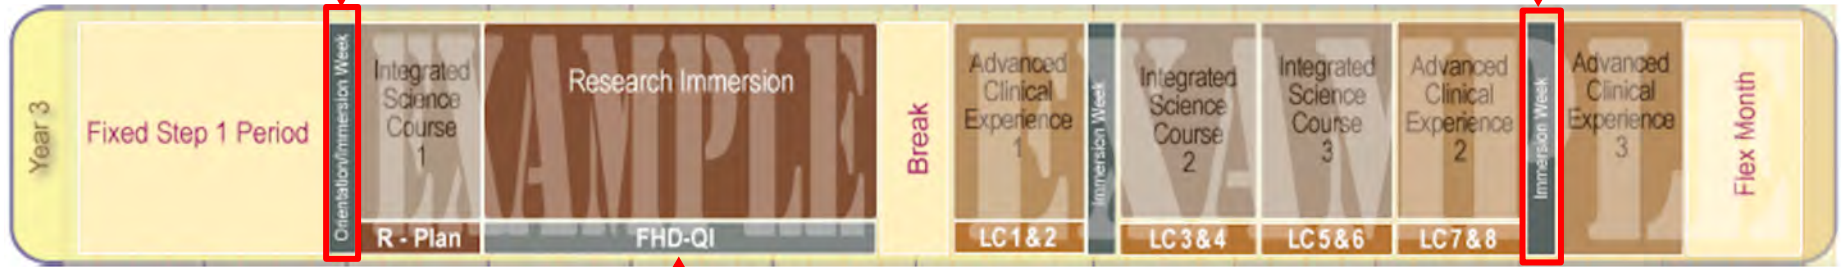 Year 3
Fixed Step 1 Period
Orientation/Immersion Week
Integrated
Science
Course
1
R - Plan
Research Immersion
FHD-QI
Break
Advanced
Clinical
Experience
1
LC1&2
Immersion Week
Integrated
Science
Course
2
LC3&4
Integrated
Science
Course
3
LC5&6
Advanced
Clinical
Experience
2
LC7&8
Immersion Week
Advanced
Clinical
Experience
3
Flex Month
EXAMPLE
EXAMPLE